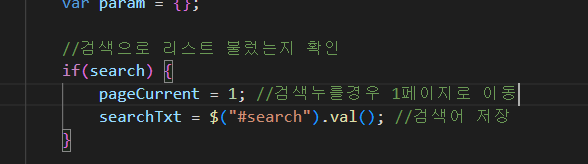 var param = {};
//검색으로 리스트 불렀는지 확인
if(search) {
pageCurrent = 1; //검색누를경우 1페이지로 이동
searchTxt = $("#search").val(); //검색어 저장
}